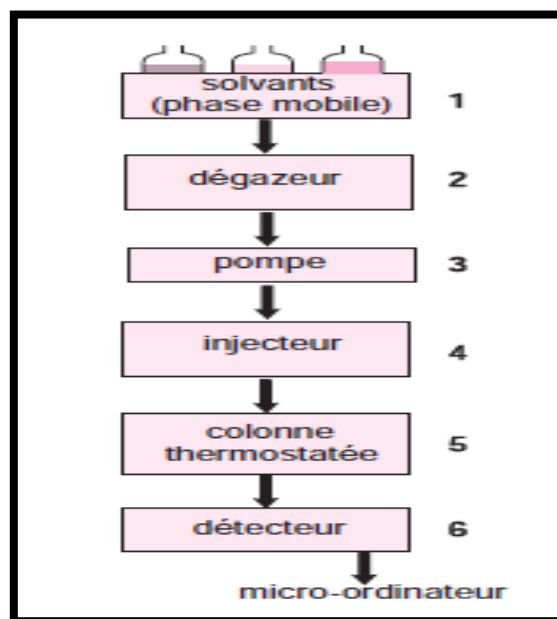 solvants
(phase mobile) 1
dégazeur 2
pompe 3
injecteur 4
colonne
thermostatée 5
détecteur 6
micro-ordinateur